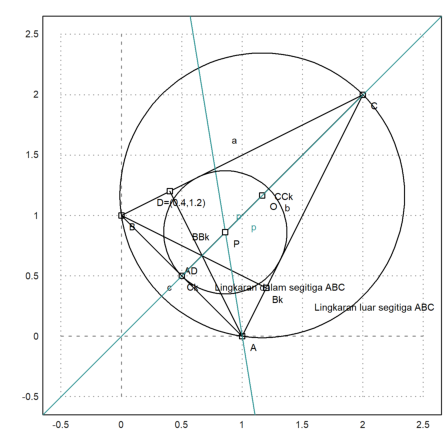 2.5
2
C
1.5
a
CCk
D=(0.4,1.2)
O
b
1
p
B
p
BBk
P
AD
0.5
c
Ck
Lingkaran dalam segitiga ABC
Bk
Lingkaran luar segitiga ABC
0
A
-0.5
-0.5
0
0.5
1
1.5
2
2.5